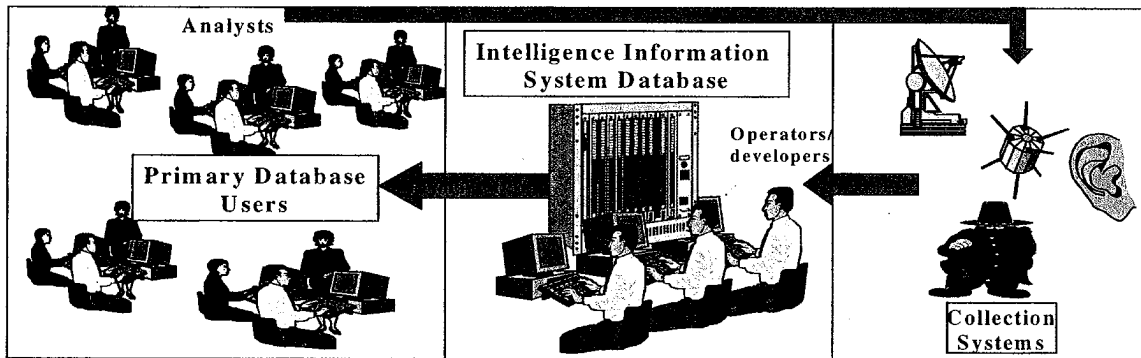 Analysts
Primary Database
Users
Intelligence Information
System Database
Operators/
developers
Collection
Systems